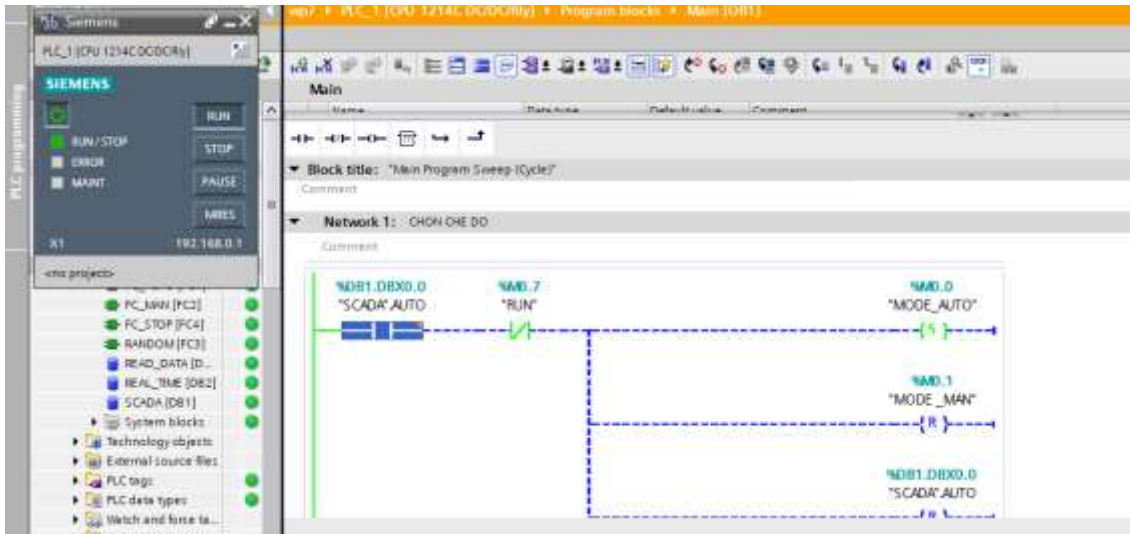 Siemens
PLC_1 [CPU 1214C DC/DC/Rly]
SIEMENS
RUN
RUN / STOP
STOP
ERROR
MAINT
PAUSE
MRES
X1 192.168.0.1
<no project>
PLC programming
FC_MAN [FC2]
FC_STOP [FC4]
RANDOM [FC3]
READ_DATA [D...
REAL_TIME [DB2]
SCADA [DB1]
System blocks
Technology objects
External source files
PLC tags
PLC data types
Watch and force ta...
PLC_1 [CPU 1214C DC/DC/Rly] Program blocks Main [OB1]
Main
Name Data type Default value Comment
Block title: "Main Program Sweep (Cycle)"
Comment
Network 1: CHON CHE DO
Comment
%DB1.DBX0.0 %M0.7 %M0.0
"SCADA".AUTO "RUN" "MODE_AUTO"
S
%M0.1
"MODE _MAN"
R
%DB1.DBX0.0
"SCADA".AUTO
R